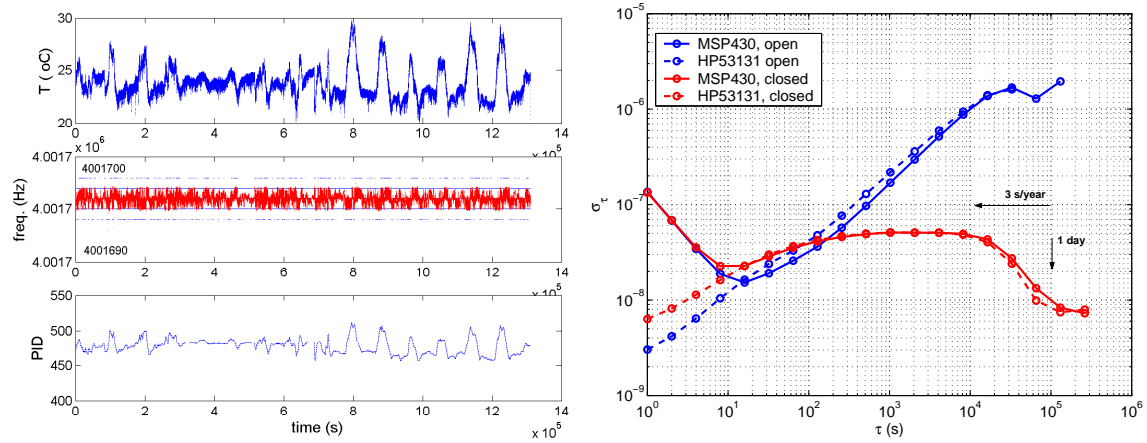 30
25
20
T ( oC)
0 2 4 6 8 10 12 14
x 10^5
x 10^6
4.0017
4.0017
4.0017
freq. (Hz)
4001700
4001690
0 2 4 6 8 10 12 14
x 10^5
550
500
450
400
PID
0 2 4 6 8 10 12 14
time (s)
x 10^5
10^-5
10^-6
10^-7
10^-8
10^-9
σ_τ
MSP430, open
HP53131 open
MSP430, closed
HP53131, closed
3 s/year
1 day
10^0 10^1 10^2 10^3 10^4 10^5 10^6
τ (s)